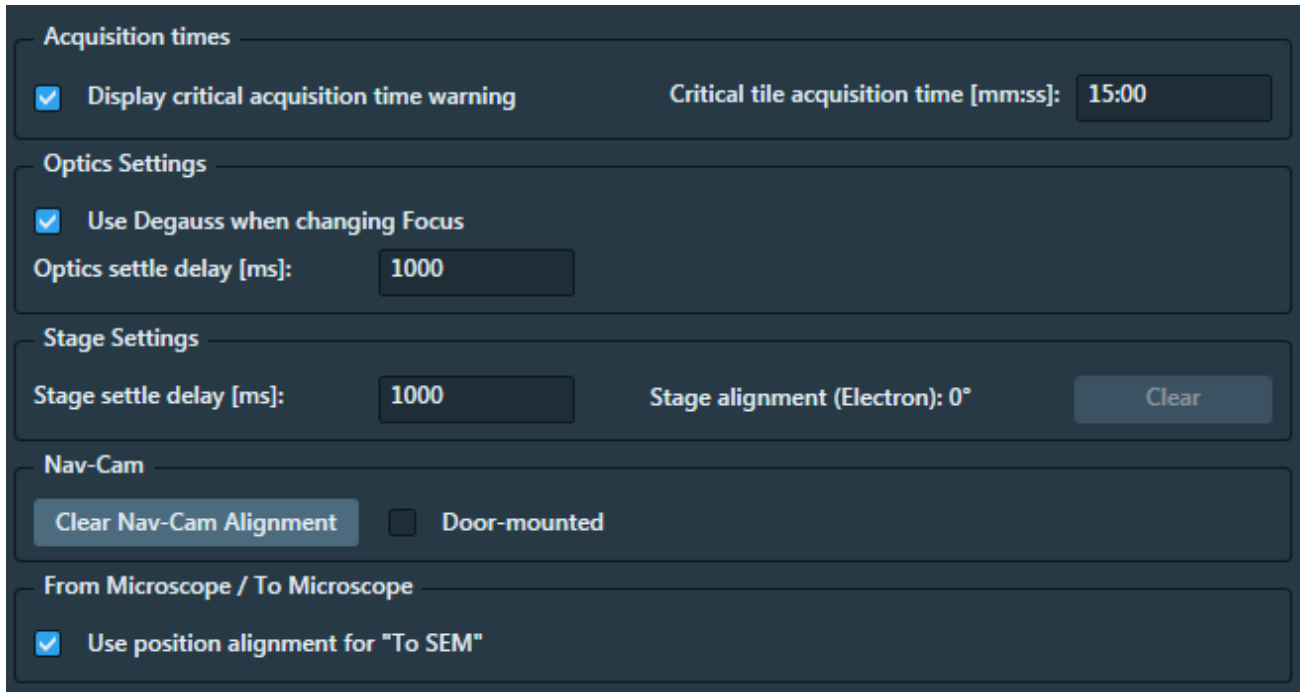 Acquisition times
Display critical acquisition time warning Critical tile acquisition time [mm:ss]: 15:00
Optics Settings
Use Degauss when changing Focus
Optics settle delay [ms]: 1000
Stage Settings
Stage settle delay [ms]: 1000 Stage alignment (Electron): 0° Clear
Nav-Cam
Clear Nav-Cam Alignment Door-mounted
From Microscope / To Microscope
Use position alignment for "To SEM"